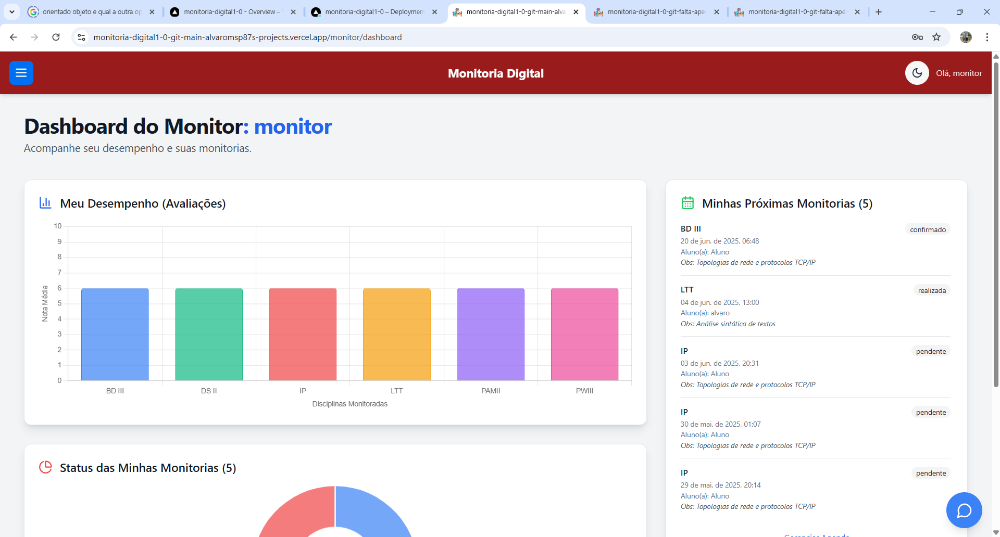 orientado objeto e qual a outra op
monitoria-digital1-0 - Overview –
monitoria-digital1-0 – Deploymen
monitoria-digital1-0-git-main-alva
monitoria-digital1-0-git-falta-ape
monitoria-digital1-0-git-falta-ape
monitoria-digital1-0-git-main-alvaromsp87s-projects.vercel.app/monitor/dashboard
Monitoria Digital
Olá, monitor
Dashboard do Monitor: monitor
Acompanhe seu desempenho e suas monitorias.
Meu Desempenho (Avaliações)
10
9
8
7
6
5
4
3
2
1
0
Nota Média
BD III
DS II
IP
LTT
PAMII
PWIII
Disciplinas Monitoradas
Status das Minhas Monitorias (5)
Minhas Próximas Monitorias (5)
BD III
confirmado
20 de jun. de 2025, 06:48
Aluno(a): Aluno
Obs: Topologias de rede e protocolos TCP/IP
LTT
realizada
04 de jun. de 2025, 13:00
Aluno(a): alvaro
Obs: Análise sintática de textos
IP
pendente
03 de jun. de 2025, 20:31
Aluno(a): Aluno
Obs: Topologias de rede e protocolos TCP/IP
IP
pendente
30 de mai. de 2025, 01:07
Aluno(a): Aluno
Obs: Topologias de rede e protocolos TCP/IP
IP
pendente
29 de mai. de 2025, 20:14
Aluno(a): Aluno
Obs: Topologias de rede e protocolos TCP/IP
Gerenciar Agenda